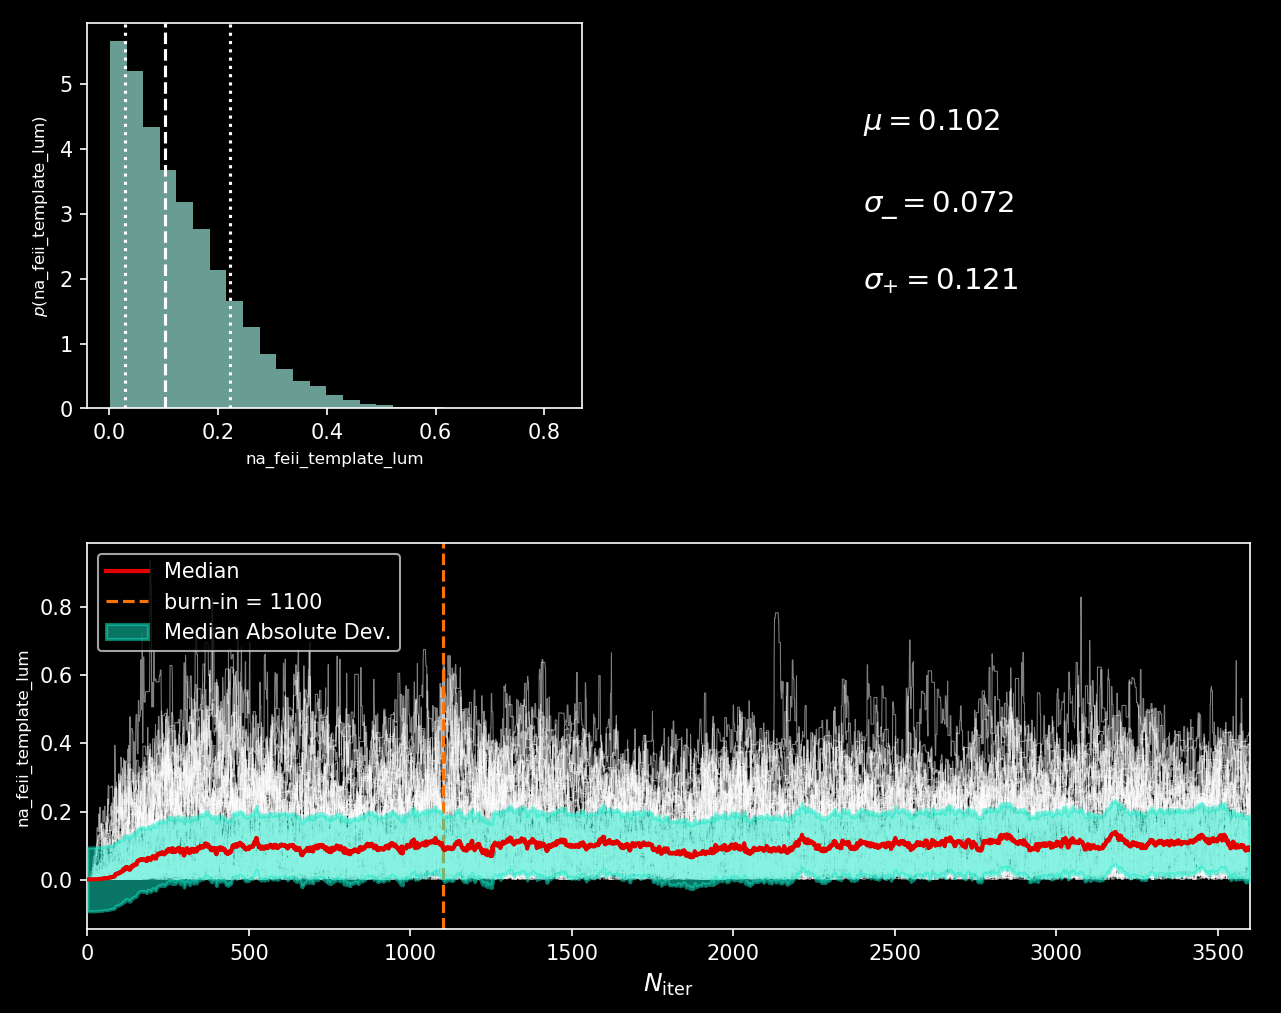 5
4
3
2
1
0
p(na_feii_template_lum)
0.0 0.2 0.4 0.6 0.8
na_feii_template_lum
μ = 0.102
σ₋ = 0.072
σ₊ = 0.121
Median
burn-in = 1100
Median Absolute Dev.
0.8
0.6
0.4
0.2
0.0
na_feii_template_lum
0 500 1000 1500 2000 2500 3000 3500
N_iter